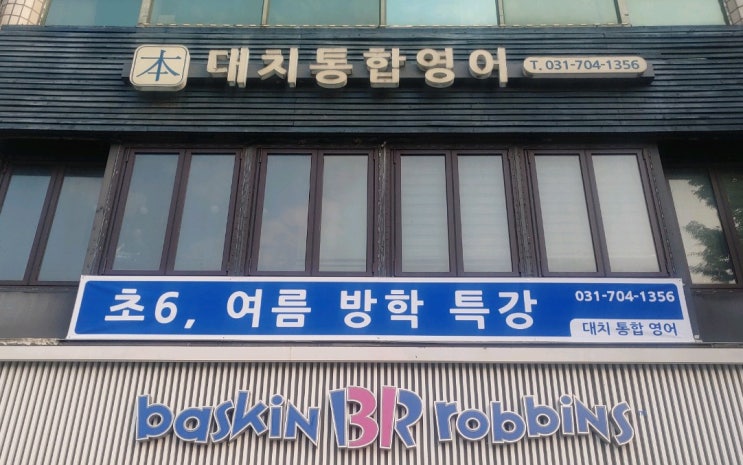 本 대치통합영어 T. 031-704-1356
초6, 여름 방학 특강 031-704-1356
대치 통합 영어
baskin BR robbins